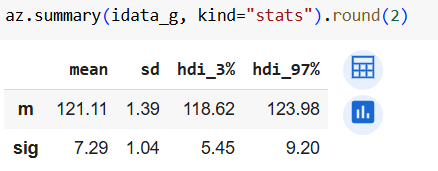 az.summary(idata_g, kind="stats").round(2)
mean sd hdi_3% hdi_97%
m 121.11 1.39 118.62 123.98
sig 7.29 1.04 5.45 9.20